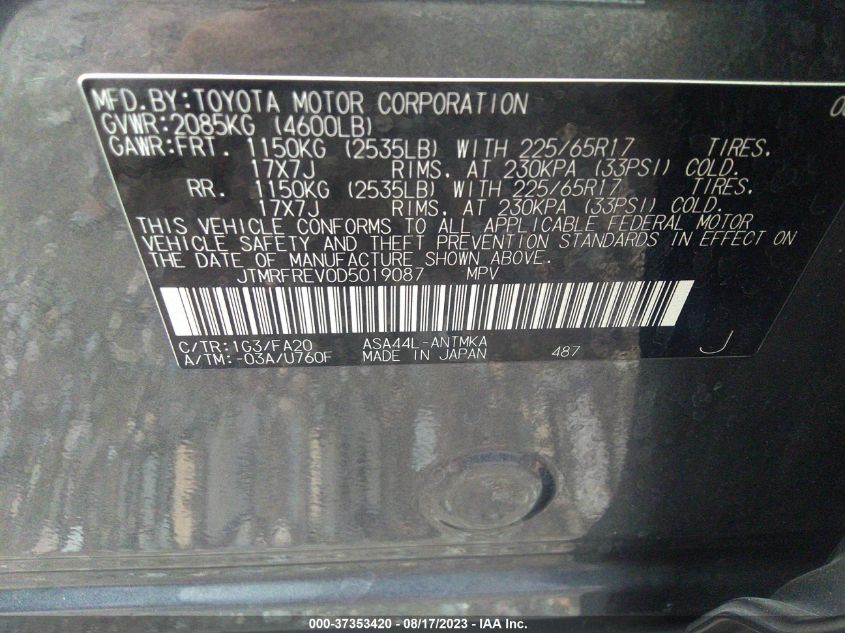 MFD.BY:TOYOTA MOTOR CORPORATION
GVWR:2085KG (4600LB)
GAWR:FRT. 1150KG (2535LB) WITH 225/65R17 TIRES.
17X7J RIMS, AT 230KPA (33PSI) COLD.
RR. 1150KG (2535LB) WITH 225/65R17 TIRES,
17X7J RIMS, AT 230KPA (33PSI) COLD.
THIS VEHICLE CONFORMS TO ALL APPLICABLE FEDERAL MOTOR
VEHICLE SAFETY AND THEFT PREVENTION STANDARDS IN EFFECT ON
THE DATE OF MANUFACTURE SHOWN ABOVE.
JTMRFREV0D5019087 MPV
C/TR:1G3/FA20 ASA44L-ANTMKA
A/TM:-03A/U760F MADE IN JAPAN 487 J
000-37353420 - 08/17/2023 - IAA Inc.